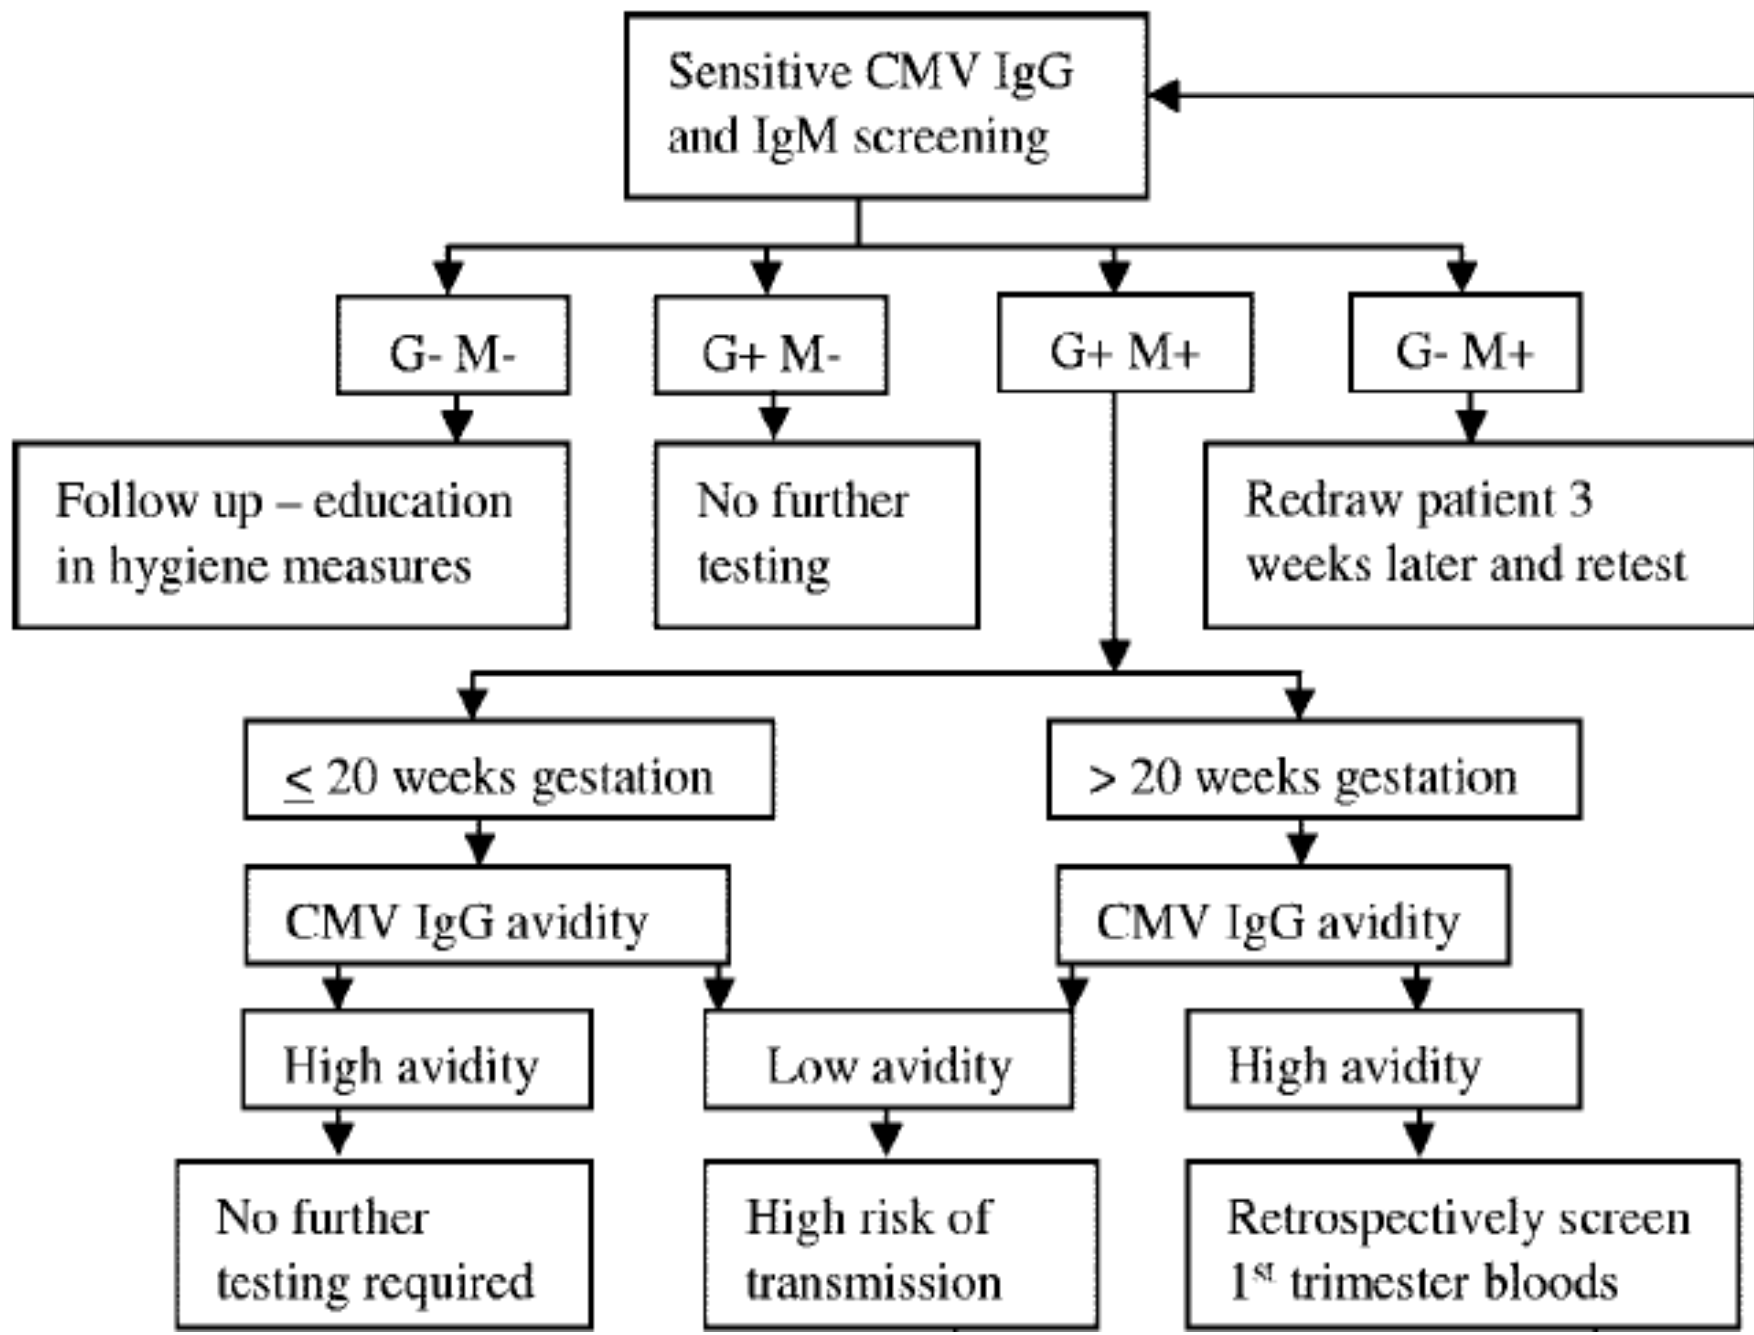 Sensitive CMV IgG
and IgM screening
G- M-
G+ M-
G+ M+
G- M+
Follow up – education
in hygiene measures
No further
testing
Redraw patient 3
weeks later and retest
≤ 20 weeks gestation
> 20 weeks gestation
CMV IgG avidity
CMV IgG avidity
High avidity
Low avidity
High avidity
No further
testing required
High risk of
transmission
Retrospectively screen
1st trimester bloods